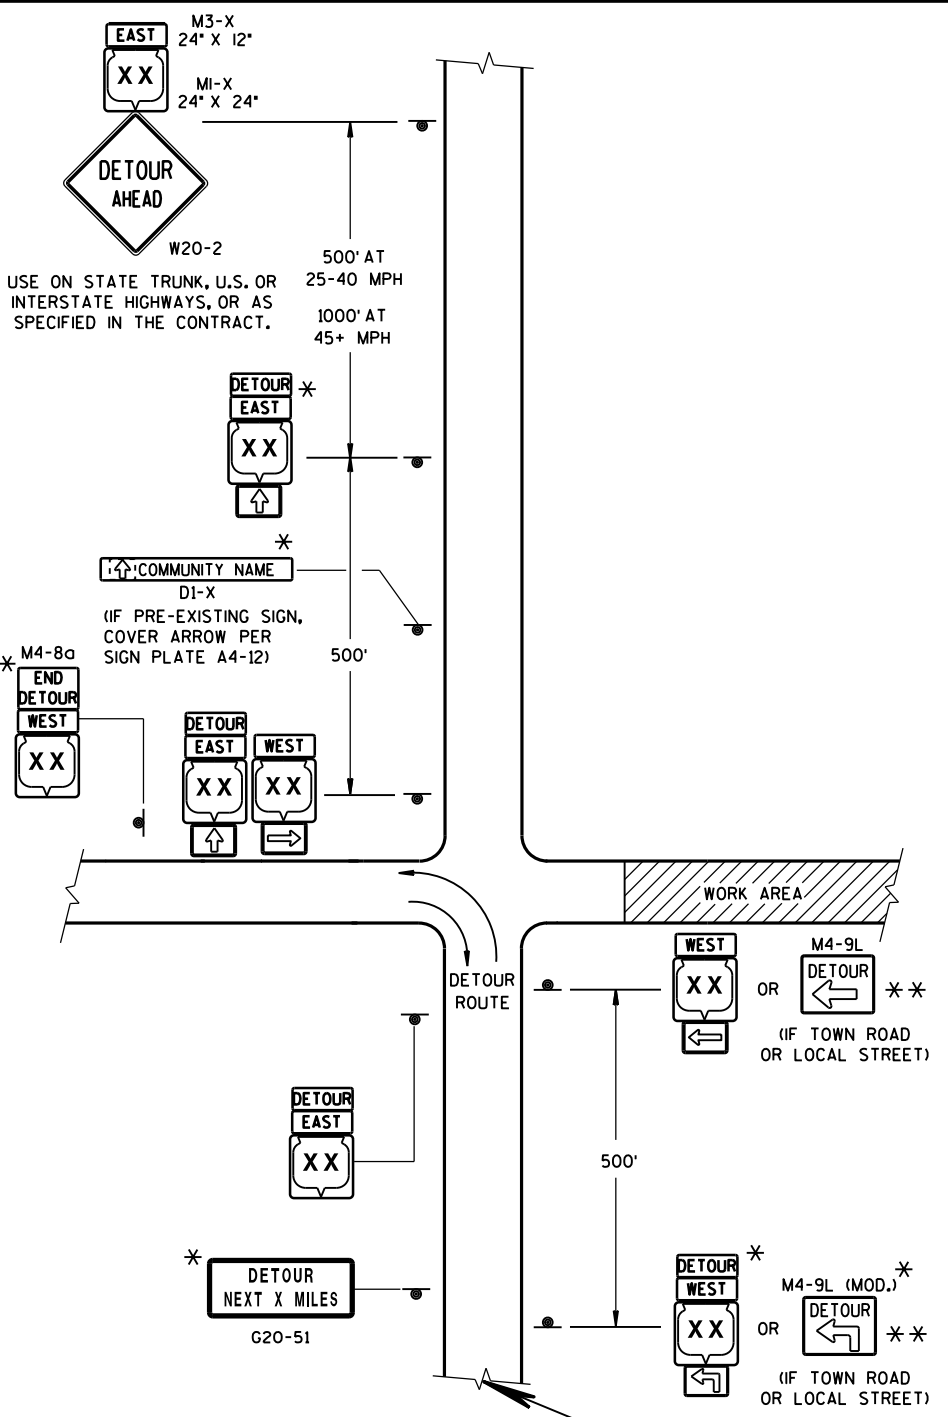 M3-X
24" X 12"
EAST
XX
M1-X
24" X 24"
DETOUR
AHEAD
W20-2
USE ON STATE TRUNK, U.S. OR
INTERSTATE HIGHWAYS, OR AS
SPECIFIED IN THE CONTRACT.
500' AT
25-40 MPH
1000' AT
45+ MPH
DETOUR *
EAST
XX
*
COMMUNITY NAME
D1-X
(IF PRE-EXISTING SIGN,
COVER ARROW PER
SIGN PLATE A4-12)
500'
* M4-8a
END
DETOUR
WEST
XX
DETOUR
EAST
XX
WEST
XX
WORK AREA
DETOUR
ROUTE
WEST
XX
OR
M4-9L
DETOUR
**
(IF TOWN ROAD
OR LOCAL STREET)
500'
DETOUR
EAST
XX
*
DETOUR
NEXT X MILES
G20-51
DETOUR *
WEST
XX
OR
M4-9L (MOD.) *
DETOUR
**
(IF TOWN ROAD
OR LOCAL STREET)